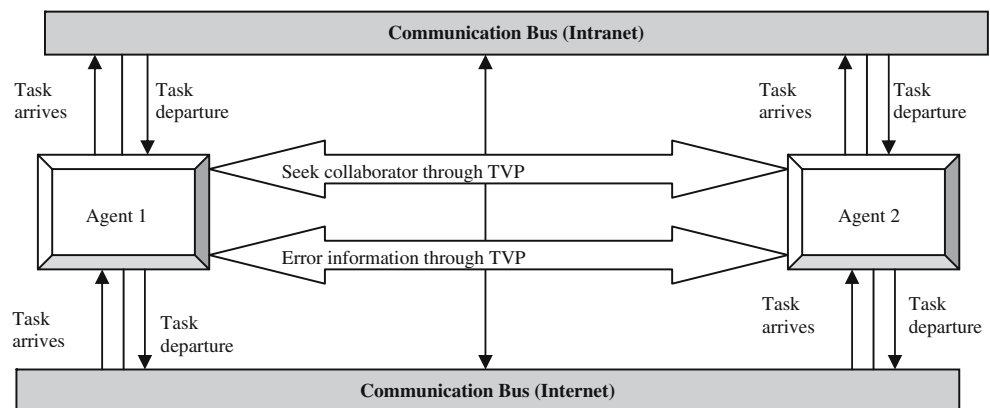 Communication Bus (Intranet)
Task
arrives
Task
departure
Task
arrives
Task
departure
Seek collaborator through TVP
Agent 1
Agent 2
Error information through TVP
Task
arrives
Task
departure
Task
arrives
Task
departure
Communication Bus (Internet)